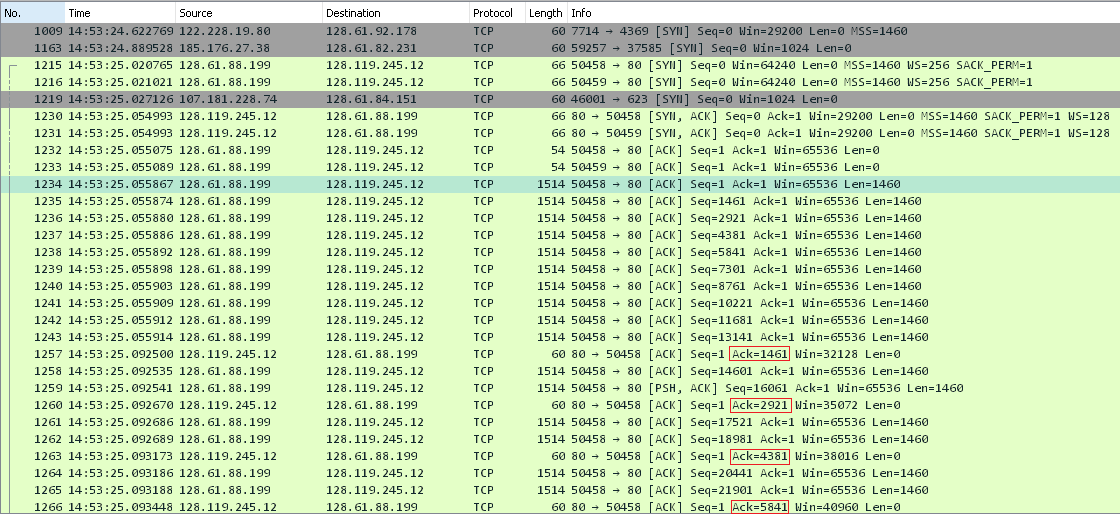 No. Time Source Destination Protocol Length Info
1009 14:53:24.622769 122.228.19.80 128.61.92.178 TCP 60 7714 → 4369 [SYN] Seq=0 Win=29200 Len=0 MSS=1460
1163 14:53:24.889528 185.176.27.38 128.61.82.231 TCP 60 59257 → 37585 [SYN] Seq=0 Win=1024 Len=0
1215 14:53:25.020765 128.61.88.199 128.119.245.12 TCP 66 50458 → 80 [SYN] Seq=0 Win=64240 Len=0 MSS=1460 WS=256 SACK_PERM=1
1216 14:53:25.021021 128.61.88.199 128.119.245.12 TCP 66 50459 → 80 [SYN] Seq=0 Win=64240 Len=0 MSS=1460 WS=256 SACK_PERM=1
1219 14:53:25.027126 107.181.228.74 128.61.84.151 TCP 60 46001 → 623 [SYN] Seq=0 Win=1024 Len=0
1230 14:53:25.054993 128.119.245.12 128.61.88.199 TCP 66 80 → 50458 [SYN, ACK] Seq=0 Ack=1 Win=29200 Len=0 MSS=1460 SACK_PERM=1 WS=128
1231 14:53:25.054993 128.119.245.12 128.61.88.199 TCP 66 80 → 50459 [SYN, ACK] Seq=0 Ack=1 Win=29200 Len=0 MSS=1460 SACK_PERM=1 WS=128
1232 14:53:25.055075 128.61.88.199 128.119.245.12 TCP 54 50458 → 80 [ACK] Seq=1 Ack=1 Win=65536 Len=0
1233 14:53:25.055089 128.61.88.199 128.119.245.12 TCP 54 50459 → 80 [ACK] Seq=1 Ack=1 Win=65536 Len=0
1234 14:53:25.055867 128.61.88.199 128.119.245.12 TCP 1514 50458 → 80 [ACK] Seq=1 Ack=1 Win=65536 Len=1460
1235 14:53:25.055874 128.61.88.199 128.119.245.12 TCP 1514 50458 → 80 [ACK] Seq=1461 Ack=1 Win=65536 Len=1460
1236 14:53:25.055880 128.61.88.199 128.119.245.12 TCP 1514 50458 → 80 [ACK] Seq=2921 Ack=1 Win=65536 Len=1460
1237 14:53:25.055886 128.61.88.199 128.119.245.12 TCP 1514 50458 → 80 [ACK] Seq=4381 Ack=1 Win=65536 Len=1460
1238 14:53:25.055892 128.61.88.199 128.119.245.12 TCP 1514 50458 → 80 [ACK] Seq=5841 Ack=1 Win=65536 Len=1460
1239 14:53:25.055898 128.61.88.199 128.119.245.12 TCP 1514 50458 → 80 [ACK] Seq=7301 Ack=1 Win=65536 Len=1460
1240 14:53:25.055903 128.61.88.199 128.119.245.12 TCP 1514 50458 → 80 [ACK] Seq=8761 Ack=1 Win=65536 Len=1460
1241 14:53:25.055909 128.61.88.199 128.119.245.12 TCP 1514 50458 → 80 [ACK] Seq=10221 Ack=1 Win=65536 Len=1460
1242 14:53:25.055912 128.61.88.199 128.119.245.12 TCP 1514 50458 → 80 [ACK] Seq=11681 Ack=1 Win=65536 Len=1460
1243 14:53:25.055914 128.61.88.199 128.119.245.12 TCP 1514 50458 → 80 [ACK] Seq=13141 Ack=1 Win=65536 Len=1460
1257 14:53:25.092500 128.119.245.12 128.61.88.199 TCP 60 80 → 50458 [ACK] Seq=1 Ack=1461 Win=32128 Len=0
1258 14:53:25.092535 128.61.88.199 128.119.245.12 TCP 1514 50458 → 80 [ACK] Seq=14601 Ack=1 Win=65536 Len=1460
1259 14:53:25.092541 128.61.88.199 128.119.245.12 TCP 1514 50458 → 80 [PSH, ACK] Seq=16061 Ack=1 Win=65536 Len=1460
1260 14:53:25.092670 128.119.245.12 128.61.88.199 TCP 60 80 → 50458 [ACK] Seq=1 Ack=2921 Win=35072 Len=0
1261 14:53:25.092686 128.61.88.199 128.119.245.12 TCP 1514 50458 → 80 [ACK] Seq=17521 Ack=1 Win=65536 Len=1460
1262 14:53:25.092689 128.61.88.199 128.119.245.12 TCP 1514 50458 → 80 [ACK] Seq=18981 Ack=1 Win=65536 Len=1460
1263 14:53:25.093173 128.119.245.12 128.61.88.199 TCP 60 80 → 50458 [ACK] Seq=1 Ack=4381 Win=38016 Len=0
1264 14:53:25.093186 128.61.88.199 128.119.245.12 TCP 1514 50458 → 80 [ACK] Seq=20441 Ack=1 Win=65536 Len=1460
1265 14:53:25.093188 128.61.88.199 128.119.245.12 TCP 1514 50458 → 80 [ACK] Seq=21901 Ack=1 Win=65536 Len=1460
1266 14:53:25.093448 128.119.245.12 128.61.88.199 TCP 60 80 → 50458 [ACK] Seq=1 Ack=5841 Win=40960 Len=0